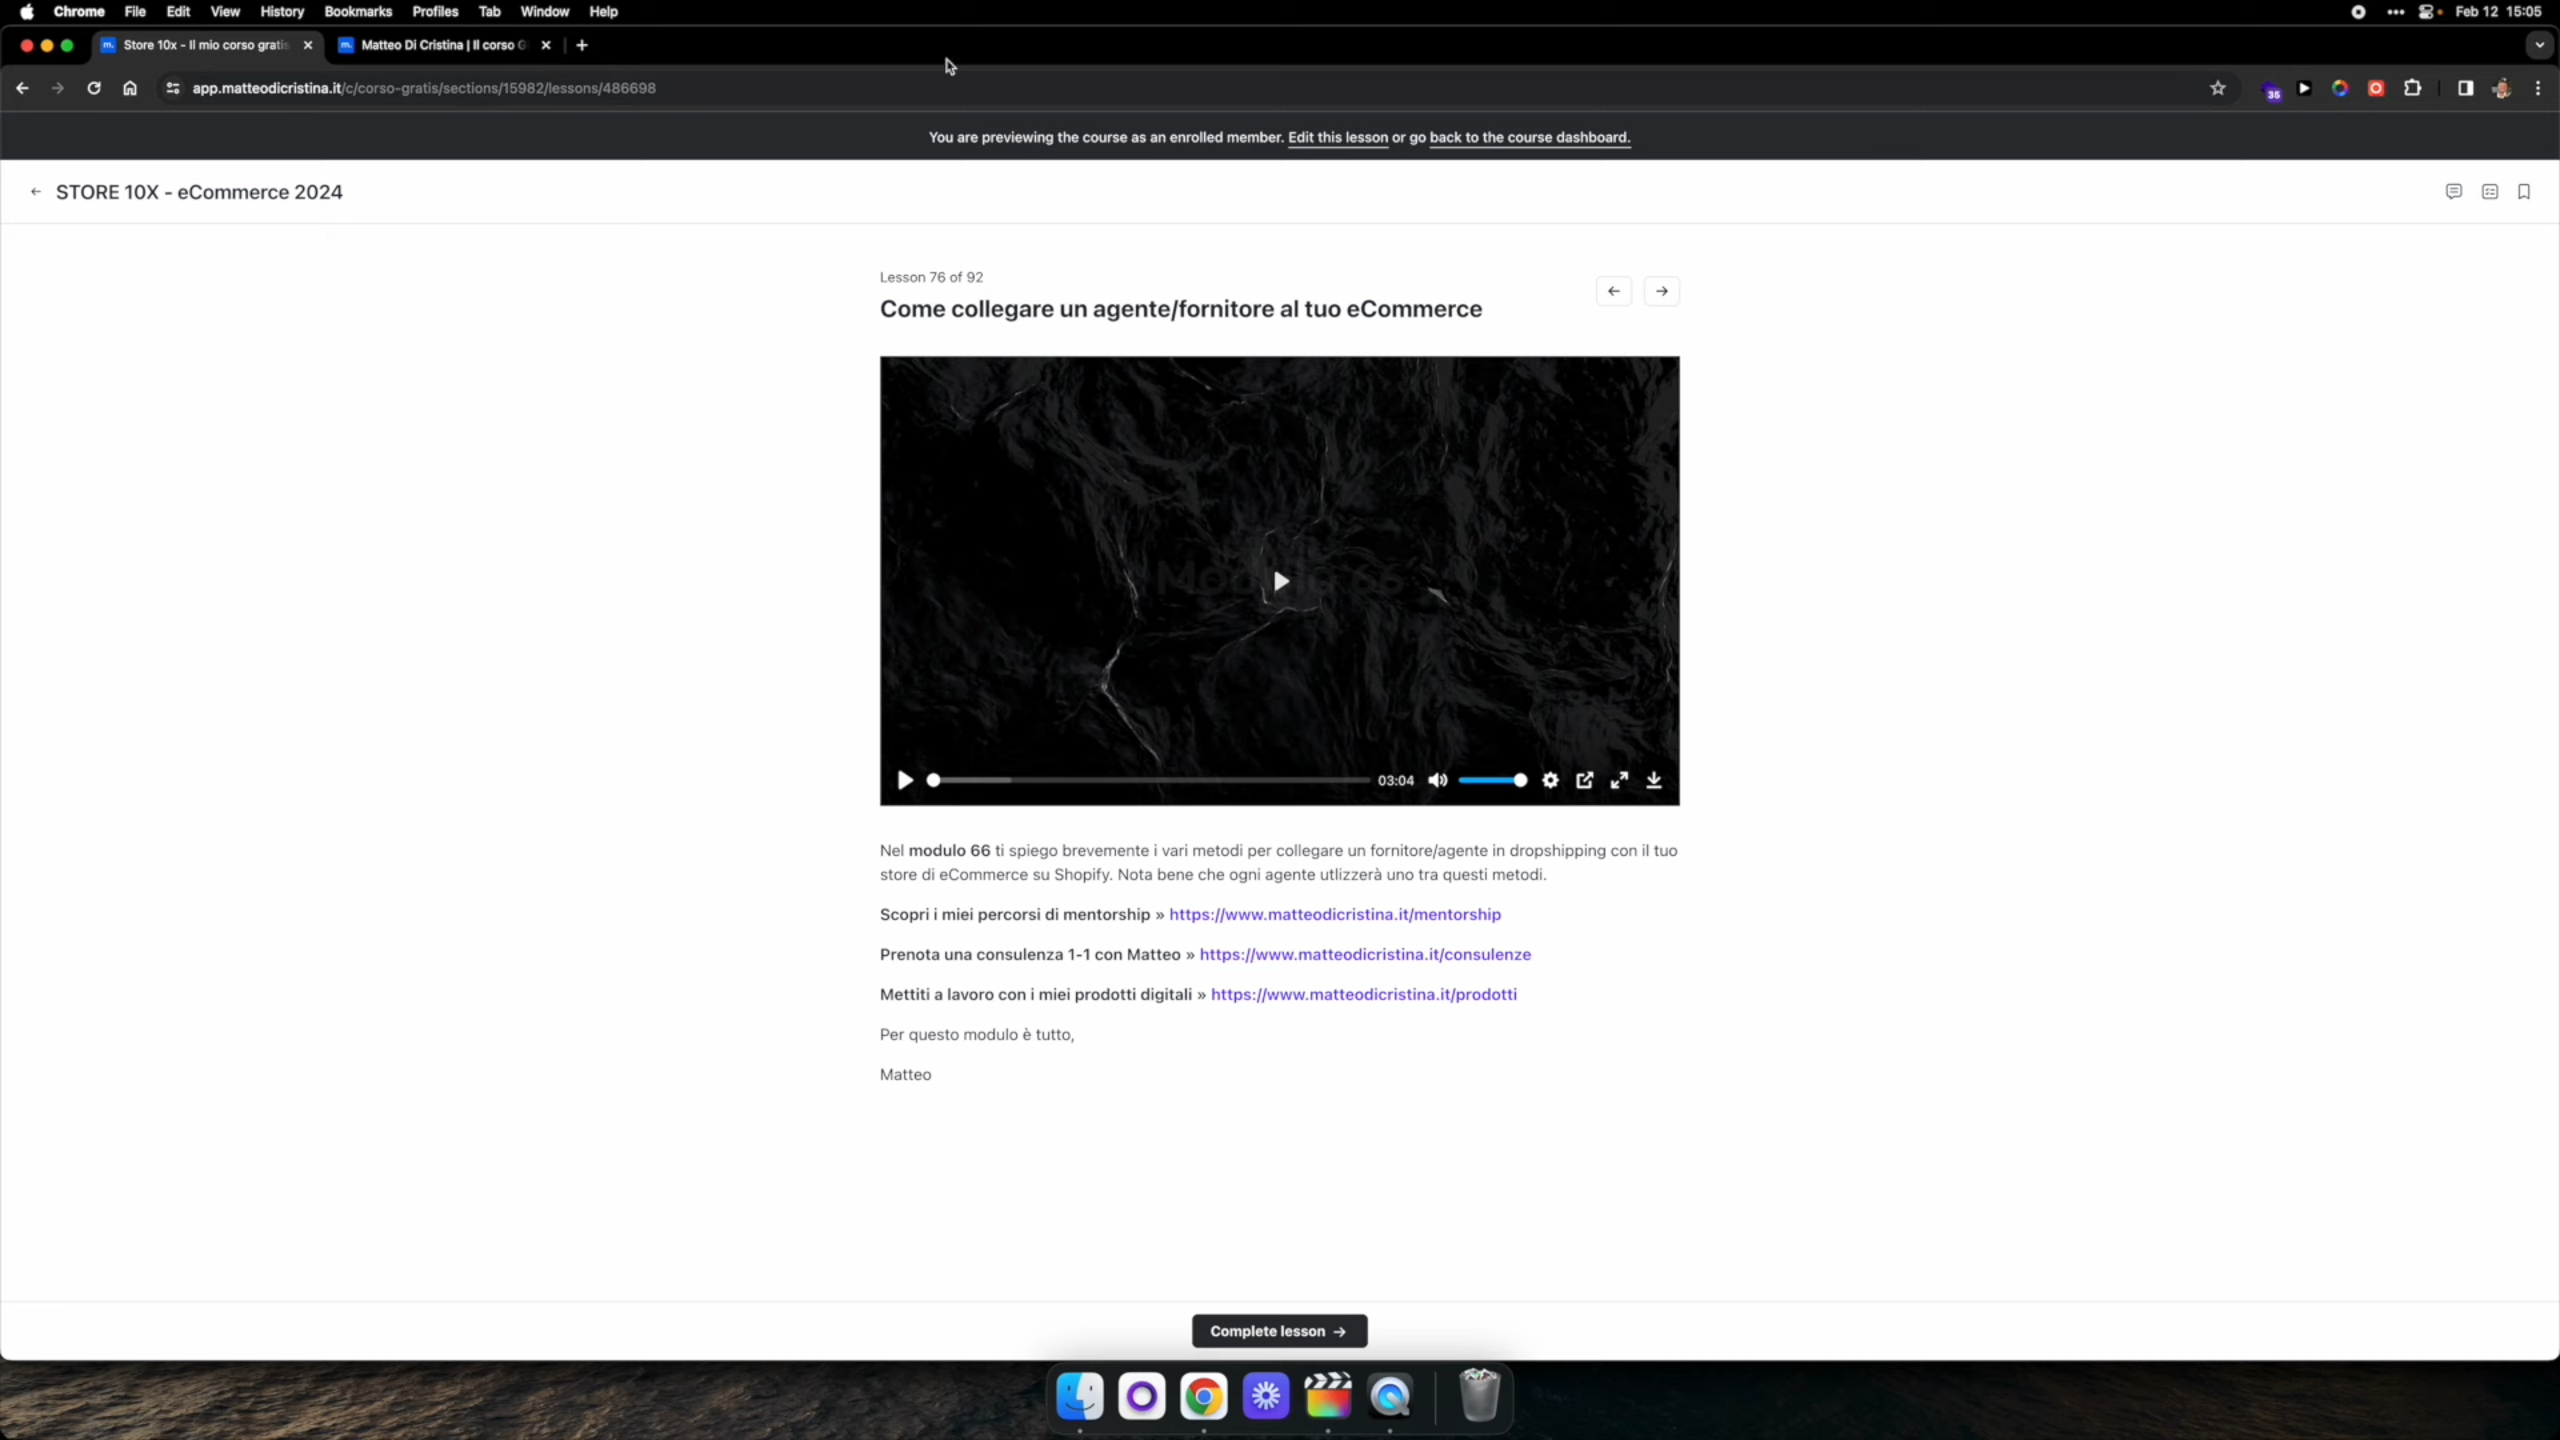 Chrome File Edit View History Bookmarks Profiles Tab Window Help
Feb 12 15:05
Store 10x - Il mio corso gratis
Matteo Di Cristina | Il corso G
app.matteodicristina.it/c/corso-gratis/sections/15982/lessons/486698
35
You are previewing the course as an enrolled member. Edit this lesson or go back to the course dashboard.
STORE 10X - eCommerce 2024
Lesson 76 of 92
Come collegare un agente/fornitore al tuo eCommerce
Modulo 66
03:04
Nel modulo 66 ti spiego brevemente i vari metodi per collegare un fornitore/agente in dropshipping con il tuo
store di eCommerce su Shopify. Nota bene che ogni agente utlizzerà uno tra questi metodi.
Scopri i miei percorsi di mentorship » https://www.matteodicristina.it/mentorship
Prenota una consulenza 1-1 con Matteo » https://www.matteodicristina.it/consulenze
Mettiti a lavoro con i miei prodotti digitali » https://www.matteodicristina.it/prodotti
Per questo modulo è tutto,
Matteo
Complete lesson →